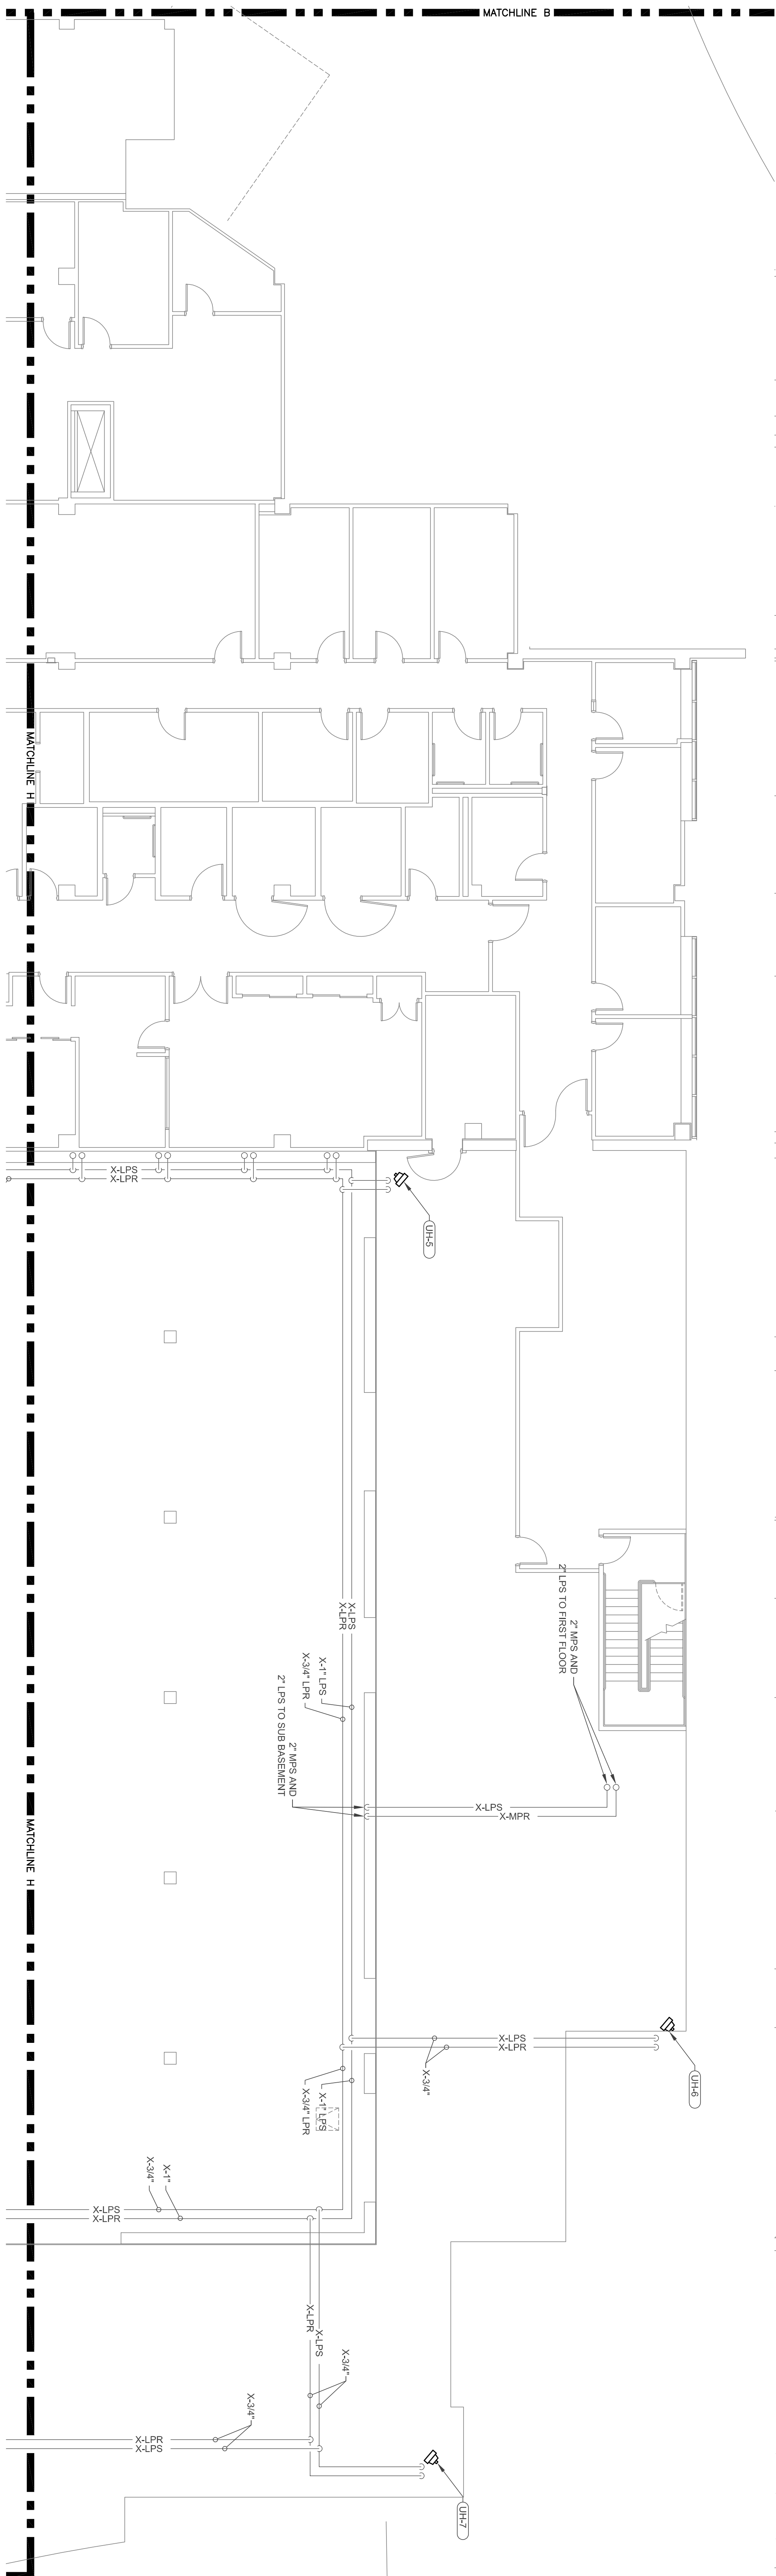 MATCHLINE B
MATCHLINE H
X-LPS
X-LPR
UH-5
X-LPS
X-LPR
X-1" LPS
X-3/4" LPR
2" MPS AND
2" LPS TO FIRST FLOOR
2" MPS AND
2" LPS TO SUB BASEMENT
X-LPS
X-MPR
MATCHLINE H
X-LPS
X-LPR
X-3/4"
UH-6
X-1" LPS
X-3/4" LPR
X-1"
X-3/4"
X-LPS
X-LPR
X-LPR
X-LPS
X-3/4"
X-3/4"
X-LPR
X-LPS
UH-7